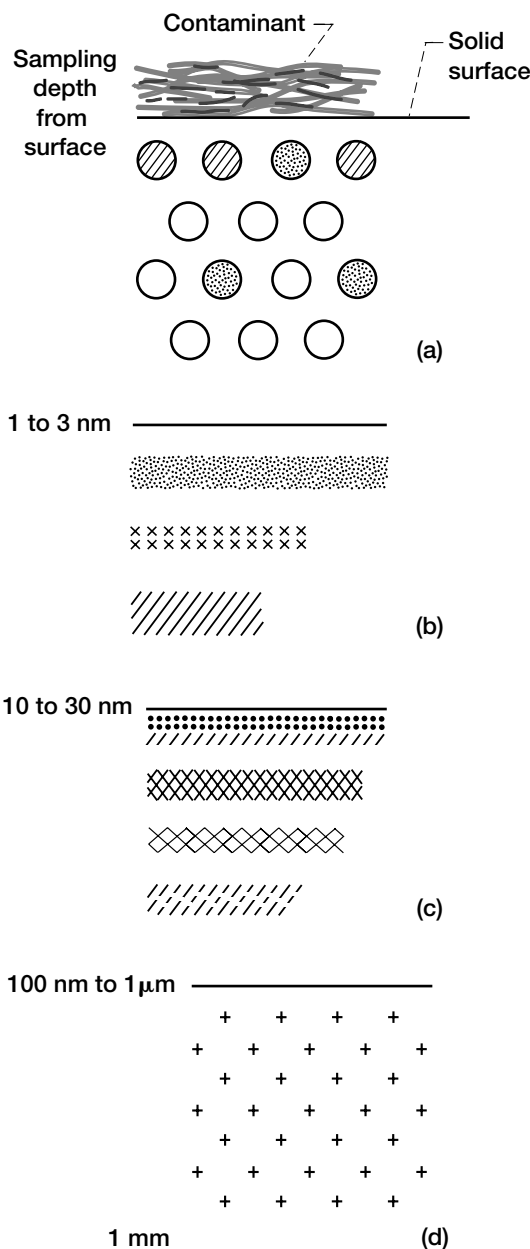 Contaminant
Solid
surface
Sampling
depth
from
surface
(a)
1 to 3 nm
(b)
10 to 30 nm
(c)
100 nm to 1μm
1 mm
(d)